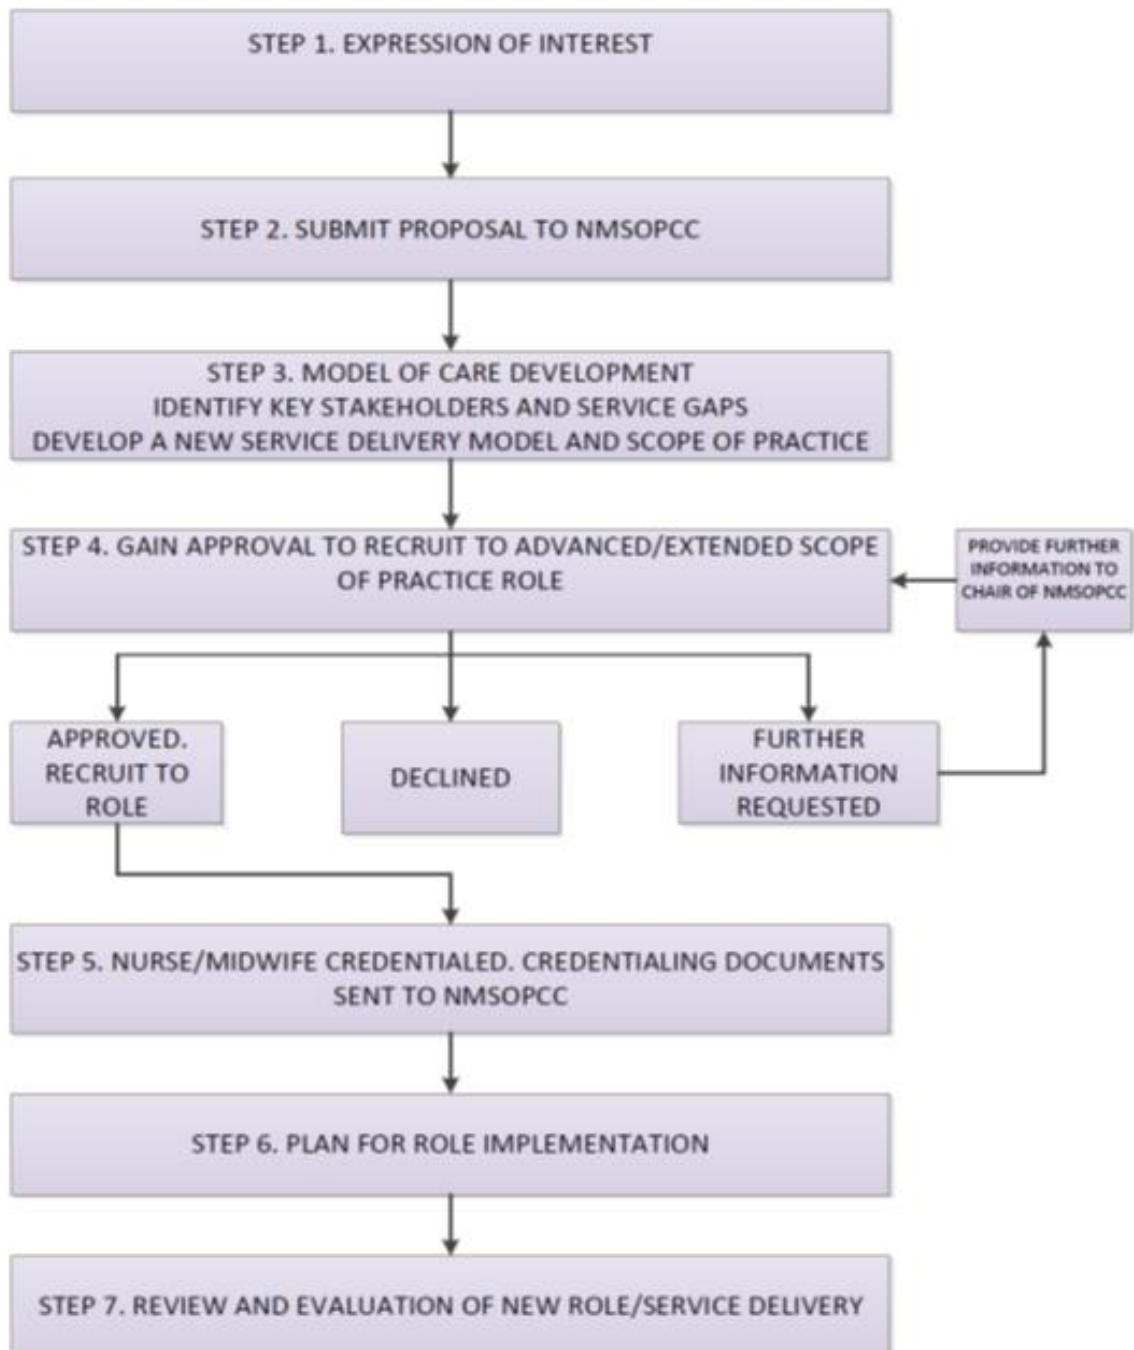 STEP 1. EXPRESSION OF INTEREST
STEP 2. SUBMIT PROPOSAL TO NMSOPCC
STEP 3. MODEL OF CARE DEVELOPMENT
IDENTIFY KEY STAKEHOLDERS AND SERVICE GAPS
DEVELOP A NEW SERVICE DELIVERY MODEL AND SCOPE OF PRACTICE
STEP 4. GAIN APPROVAL TO RECRUIT TO ADVANCED/EXTENDED SCOPE
OF PRACTICE ROLE
PROVIDE FURTHER
INFORMATION TO
CHAIR OF NMSOPCC
APPROVED.
RECRUIT TO
ROLE
DECLINED
FURTHER
INFORMATION
REQUESTED
STEP 5. NURSE/MIDWIFE CREDENTIALED. CREDENTIALING DOCUMENTS
SENT TO NMSOPCC
STEP 6. PLAN FOR ROLE IMPLEMENTATION
STEP 7. REVIEW AND EVALUATION OF NEW ROLE/SERVICE DELIVERY